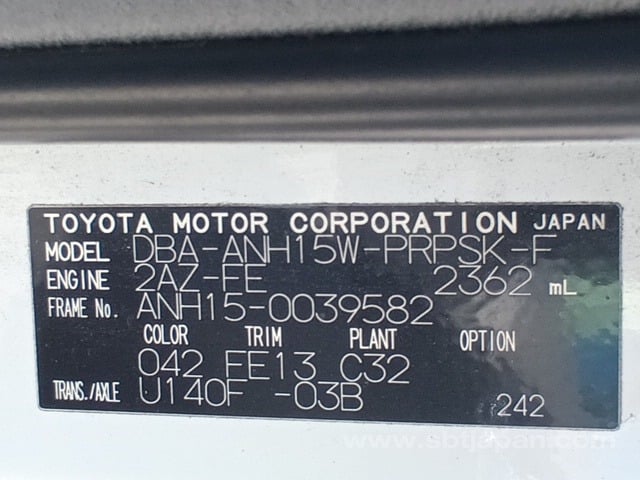 TOYOTA MOTOR CORPORATION JAPAN
MODEL DBA-ANH15W-PRPSK-F
ENGINE 2AZ-FE 2362 mL
FRAME No. ANH15-0039582
COLOR TRIM PLANT OPTION
042 FE13 C32
TRANS./AXLE U140F -03B 242
www.sbtjapan.com